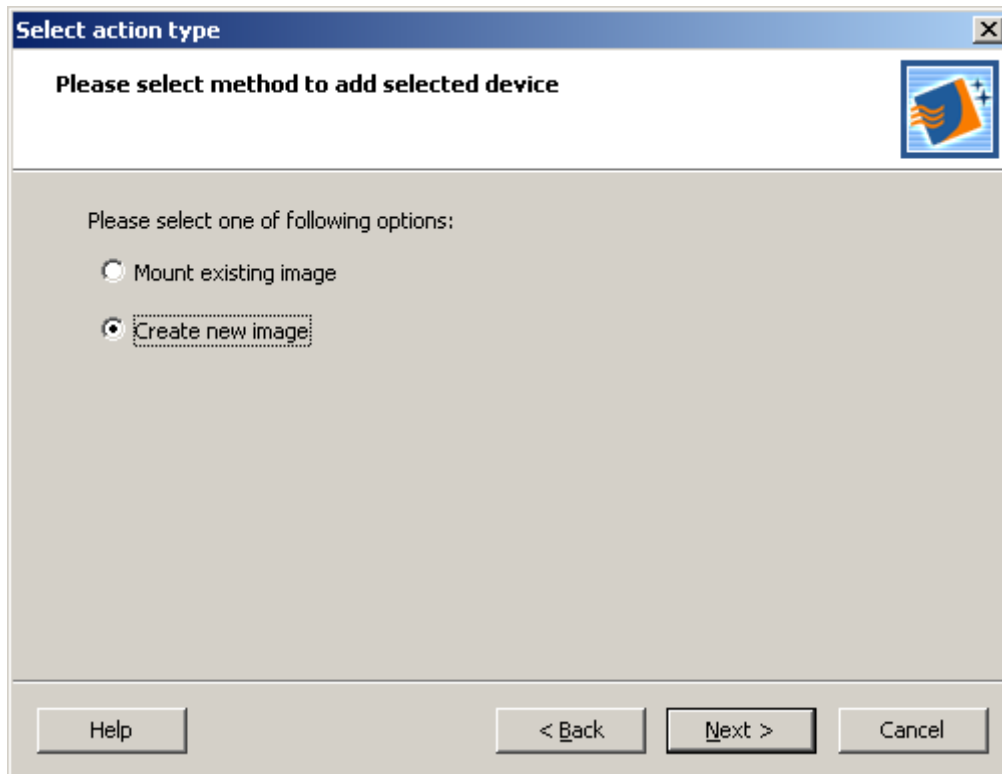 Select action type
Please select method to add selected device
Please select one of following options:
Mount existing image
Create new image
Help
< Back
Next >
Cancel